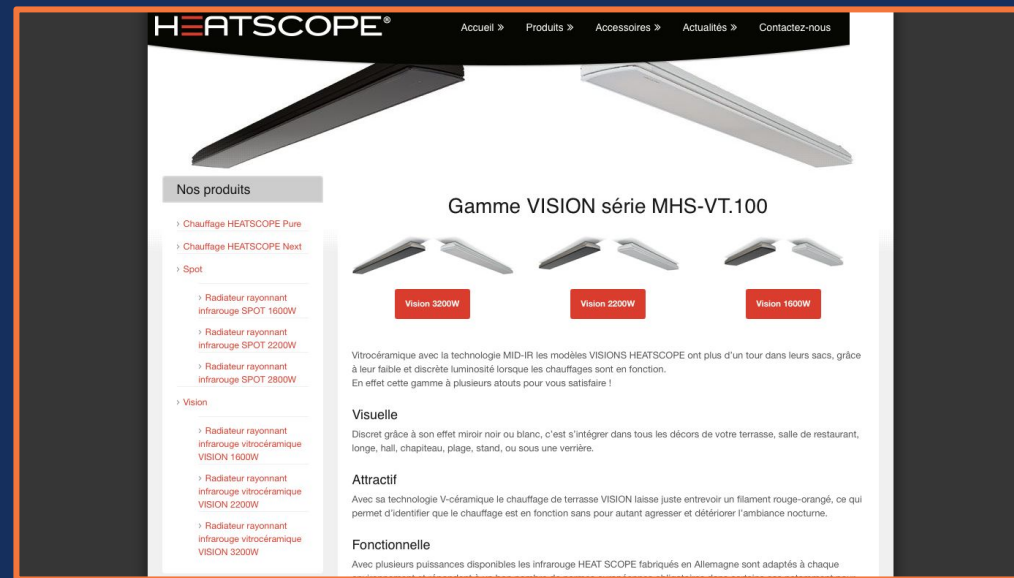 HEATSCOPE®
Accueil » Produits » Accessoires » Actualités » Contactez-nous
Nos produits
› Chauffage HEATSCOPE Pure
› Chauffage HEATSCOPE Next
› Spot
› Radiateur rayonnant
infrarouge SPOT 1600W
› Radiateur rayonnant
infrarouge SPOT 2200W
› Radiateur rayonnant
infrarouge SPOT 2800W
› Vision
› Radiateur rayonnant
infrarouge vitrocéramique
VISION 1600W
› Radiateur rayonnant
infrarouge vitrocéramique
VISION 2200W
› Radiateur rayonnant
infrarouge vitrocéramique
VISION 3200W
Gamme VISION série MHS-VT.100
Vision 3200W Vision 2200W Vision 1600W
Vitrocéramique avec la technologie MID-IR les modèles VISIONS HEATSCOPE ont plus d'un tour dans leurs sacs, grâce
à leur faible et discrète luminosité lorsque les chauffages sont en fonction.
En effet cette gamme à plusieurs atouts pour vous satisfaire !
Visuelle
Discret grâce à son effet miroir noir ou blanc, c'est s'intégrer dans tous les décors de votre terrasse, salle de restaurant,
longe, hall, chapiteau, plage, stand, ou sous une verrière.
Attractif
Avec sa technologie V-céramique le chauffage de terrasse VISION laisse juste entrevoir un filament rouge-orangé, ce qui
permet d'identifier que le chauffage est en fonction sans pour autant agresser et détériorer l'ambiance nocturne.
Fonctionnelle
Avec plusieurs puissances disponibles les infrarouge HEAT SCOPE fabriqués en Allemagne sont adaptés à chaque